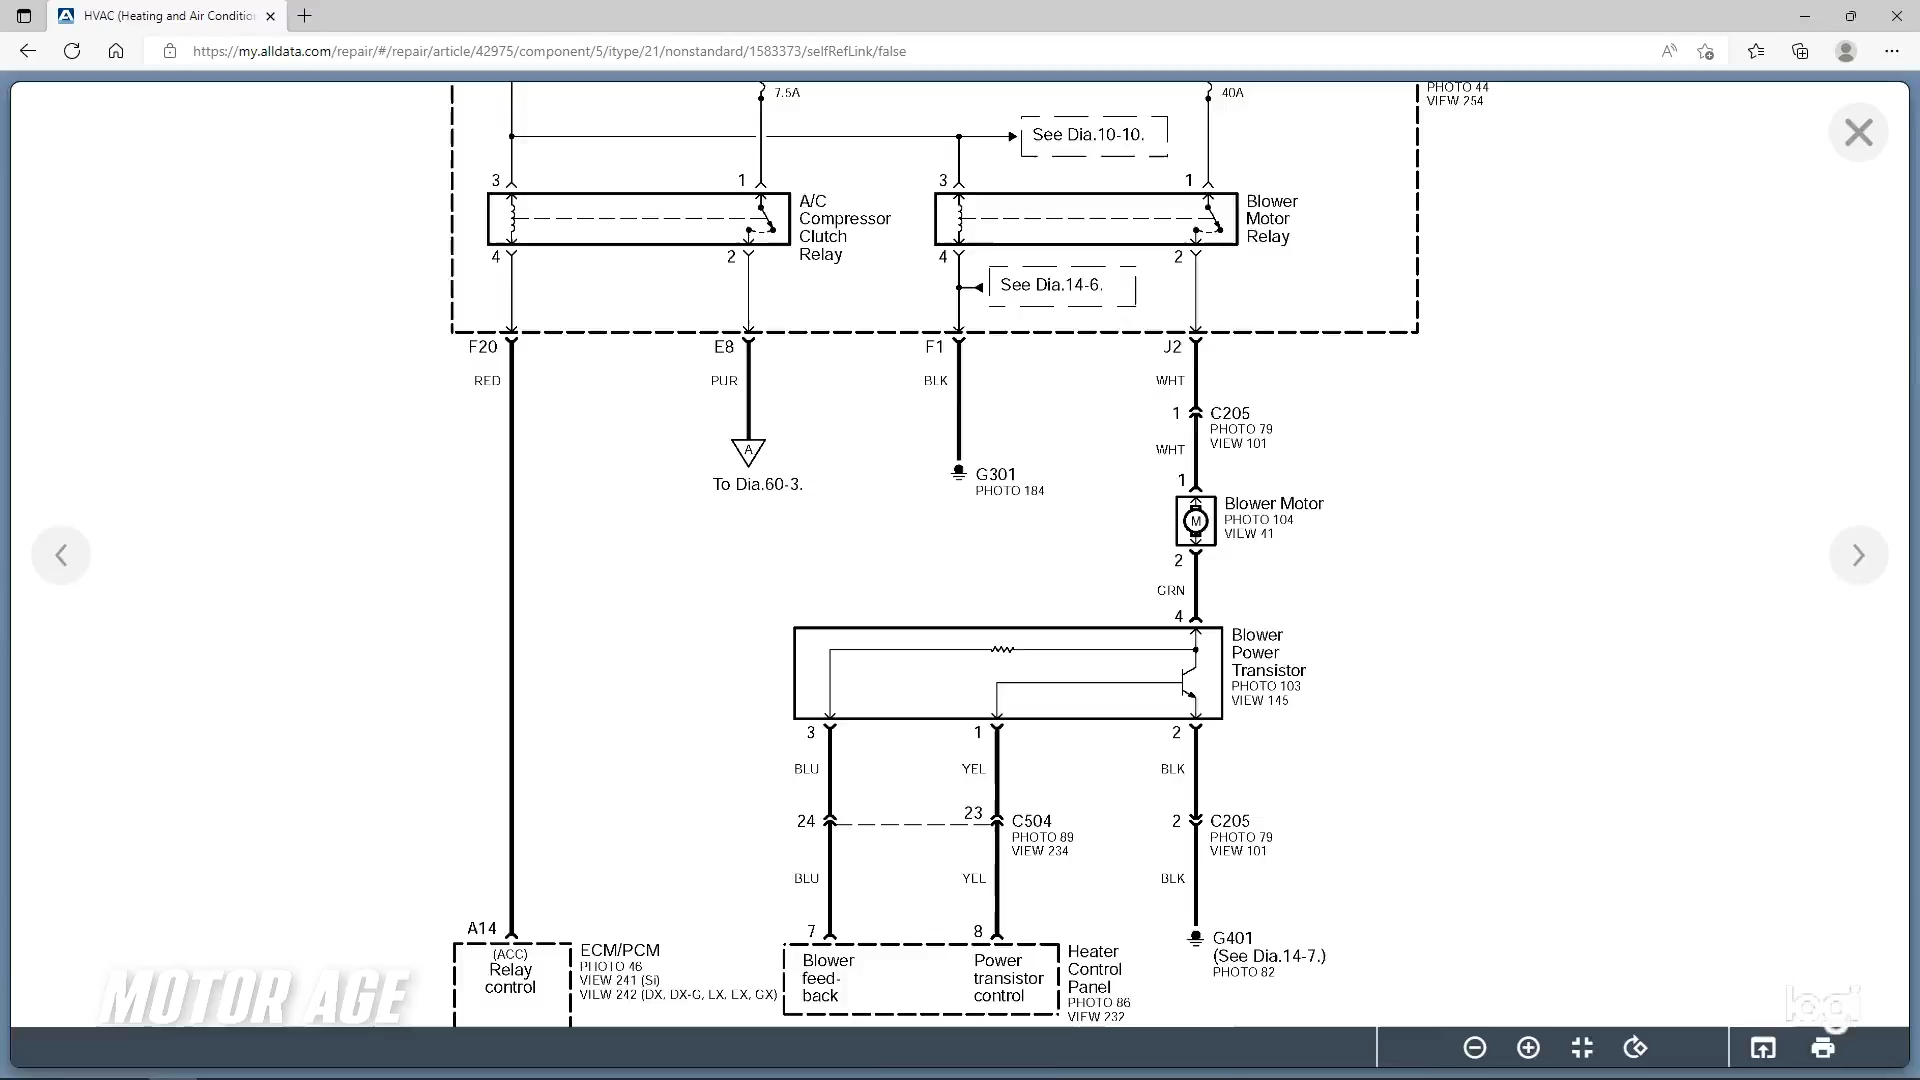 HVAC (Heating and Air Conditio
https://my.alldata.com/repair/#/repair/article/42975/component/5/itype/21/nonstandard/1583373/selfRefLink/false
PHOTO 44
VIEW 254
7.5A
40A
See Dia.10-10.
3
1
3
1
A/C
Compressor
Clutch
Relay
Blower
Motor
Relay
4
2
4
2
See Dia.14-6.
F20
E8
F1
J2
RED
PUR
BLK
WHT
1
C205
PHOTO 79
VIEW 101
WHT
A
To Dia.60-3.
G301
PHOTO 184
1
M
Blower Motor
PHOTO 104
VIEW 41
2
GRN
4
Blower
Power
Transistor
PHOTO 103
VIEW 145
3
1
2
BLU
YEL
BLK
24
23
C504
PHOTO 89
VIEW 234
2
C205
PHOTO 79
VIEW 101
BLU
YEL
BLK
A14
7
8
G401
(See Dia.14-7.)
PHOTO 82
(ACC)
Relay
control
ECM/PCM
PHOTO 46
VIEW 241 (Si)
VIEW 242 (DX, DX-G, LX, EX, GX)
Blower
feed-
back
Power
transistor
control
Heater
Control
Panel
PHOTO 86
VIEW 232
MOTOR AGE
logi